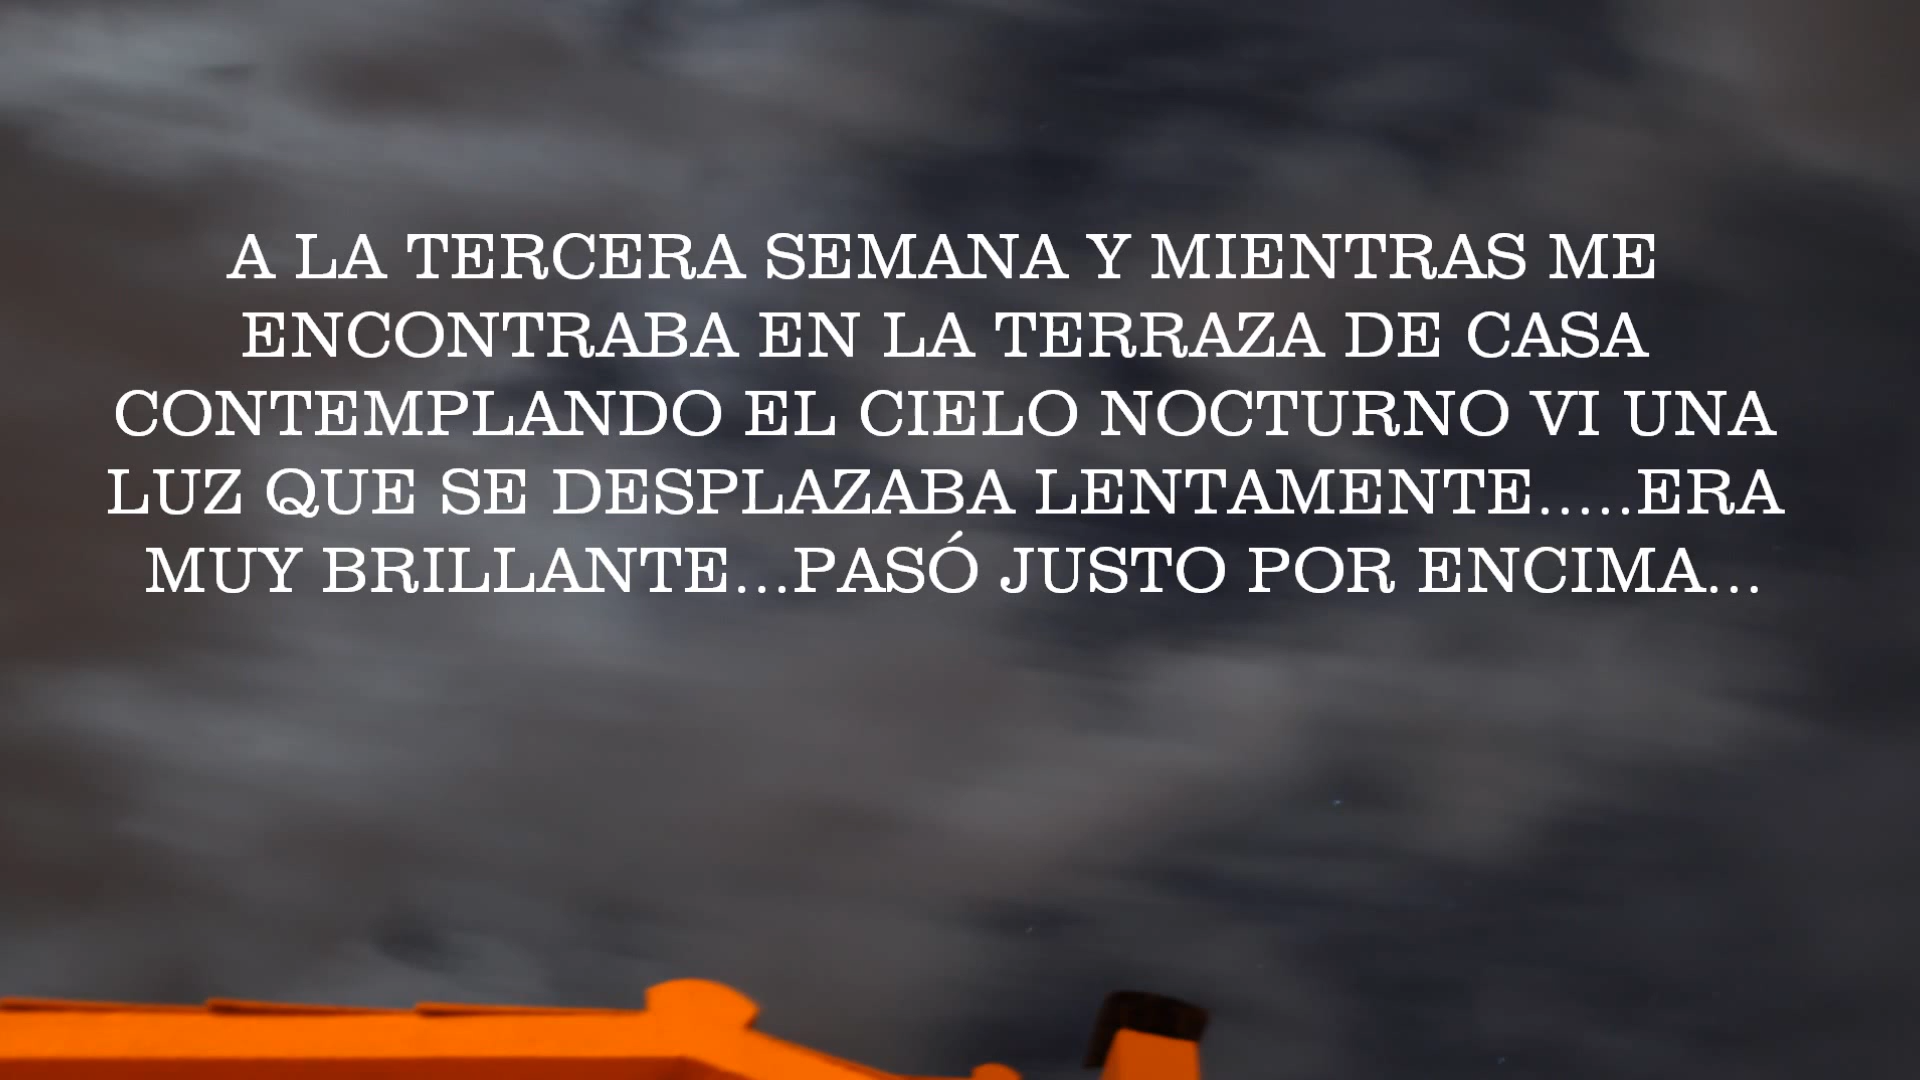 A LA TERCERA SEMANA Y MIENTRAS ME
ENCONTRABA EN LA TERRAZA DE CASA
CONTEMPLANDO EL CIELO NOCTURNO VI UNA
LUZ QUE SE DESPLAZABA LENTAMENTE.....ERA
MUY BRILLANTE...PASÓ JUSTO POR ENCIMA...